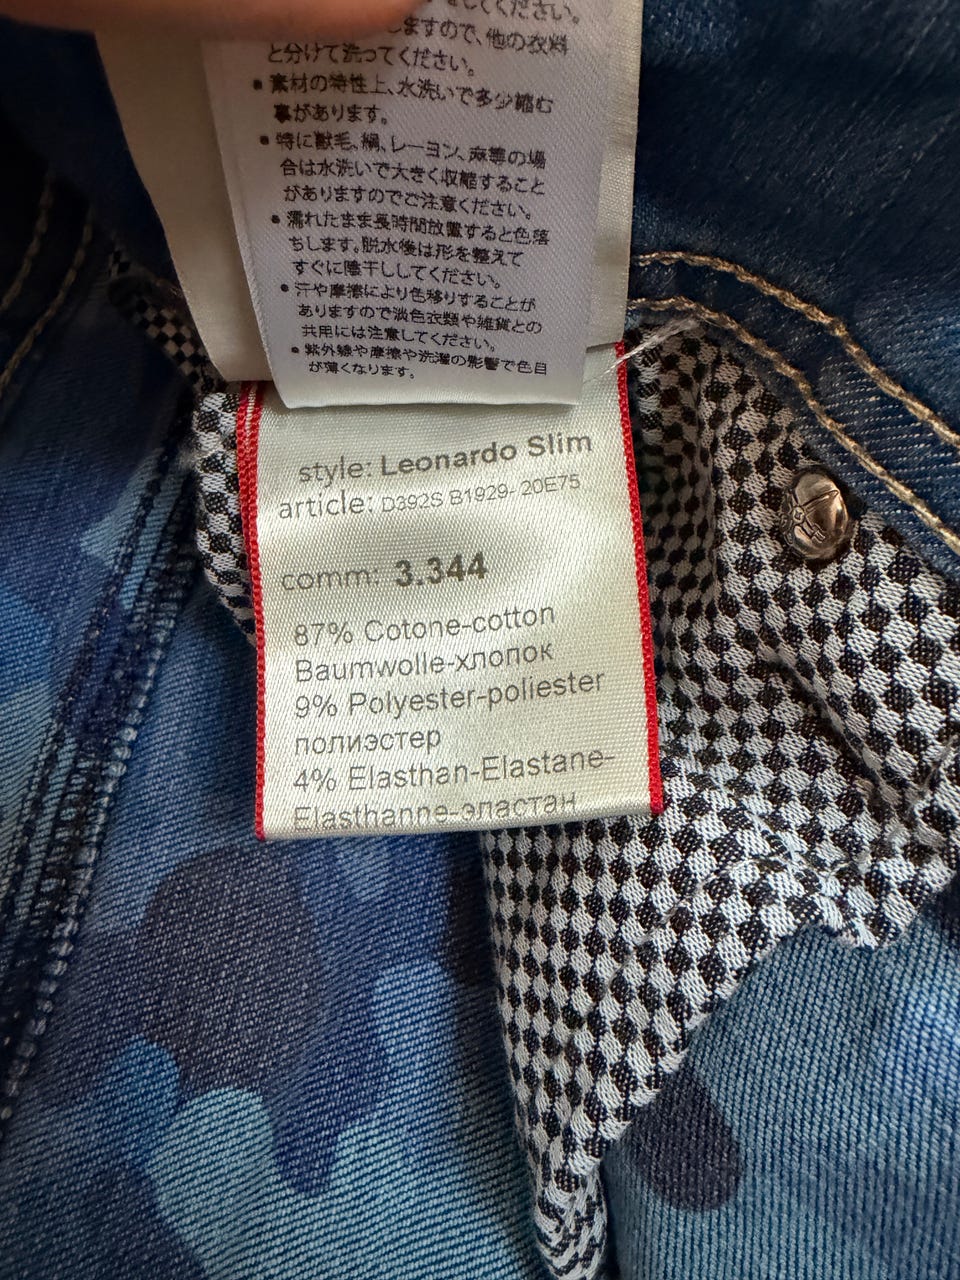 してください。
しますので、他の衣料
と分けて洗ってください。
• 素材の特性上、水洗いで多少縮む
事があります。
• 特に獣毛、綿、レーヨン、麻等の場
合は水洗いで大きく収縮すること
がありますのでご注意ください。
• 濡れたまま長時間放置すると色落
ちします。脱水後は形を整えて
すぐに陰干ししてください。
• 汗や摩擦により色移りすることが
ありますので淡色衣類や雑貨との
共用には注意してください。
• 紫外線や摩擦や洗濯の影響で色目
が薄くなります。
style: Leonardo Slim
article: D392S B1929- 20E75
comm: 3.344
87% Cotone-cotton
Baumwolle-хлопок
9% Polyester-poliester
полиэстер
4% Elasthan-Elastane-
Elasthanne-эластан